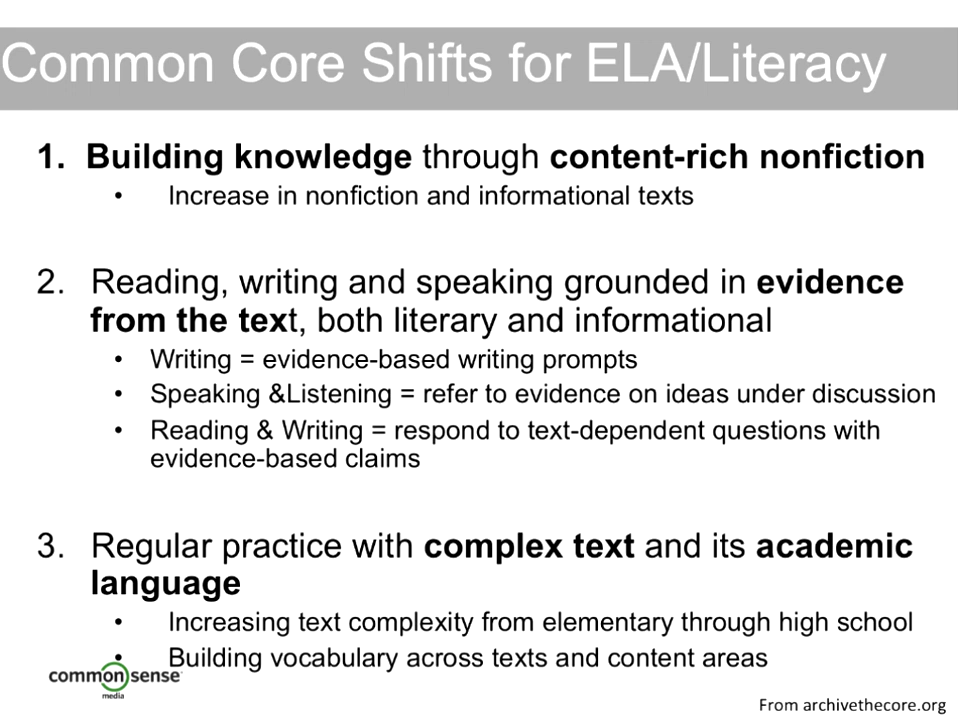 Common Core Shifts for ELA/Literacy
1. Building knowledge through content-rich nonfiction
• Increase in nonfiction and informational texts
2. Reading, writing and speaking grounded in evidence
from the text, both literary and informational
• Writing = evidence-based writing prompts
• Speaking &Listening = refer to evidence on ideas under discussion
• Reading & Writing = respond to text-dependent questions with
evidence-based claims
3. Regular practice with complex text and its academic
language
• Increasing text complexity from elementary through high school
• Building vocabulary across texts and content areas
common sense
media
From archivethecore.org